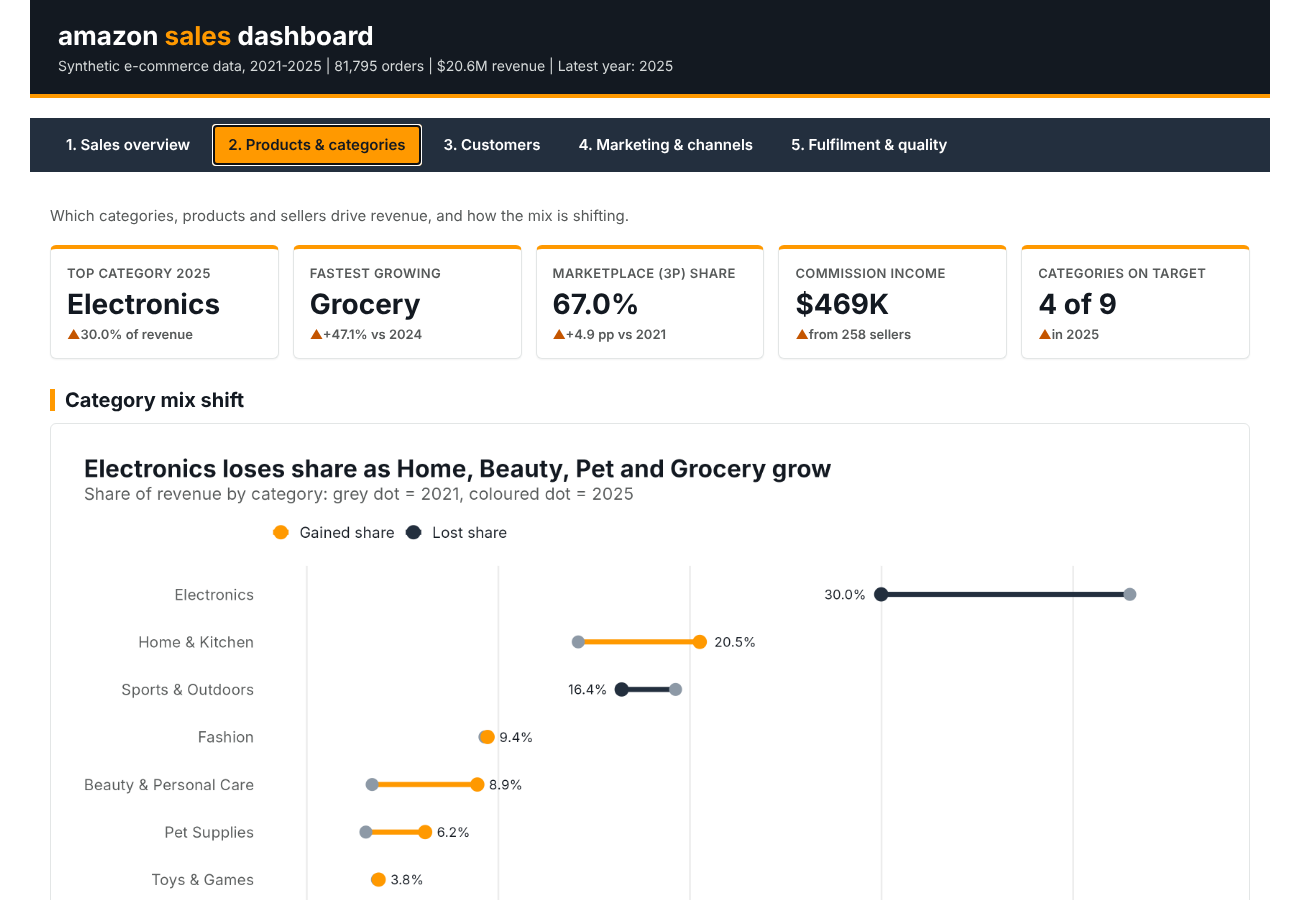 amazon sales dashboard
Synthetic e-commerce data, 2021-2025 | 81,795 orders | $20.6M revenue | Latest year: 2025
1. Sales overview
2. Products & categories
3. Customers
4. Marketing & channels
5. Fulfilment & quality
Which categories, products and sellers drive revenue, and how the mix is shifting.
TOP CATEGORY 2025
Electronics
▲30.0% of revenue
FASTEST GROWING
Grocery
▲+47.1% vs 2024
MARKETPLACE (3P) SHARE
67.0%
▲+4.9 pp vs 2021
COMMISSION INCOME
$469K
▲from 258 sellers
CATEGORIES ON TARGET
4 of 9
▲in 2025
Category mix shift
Electronics loses share as Home, Beauty, Pet and Grocery grow
Share of revenue by category: grey dot = 2021, coloured dot = 2025
Gained share
Lost share
Electronics 30.0%
Home & Kitchen 20.5%
Sports & Outdoors 16.4%
Fashion 9.4%
Beauty & Personal Care 8.9%
Pet Supplies 6.2%
Toys & Games 3.8%